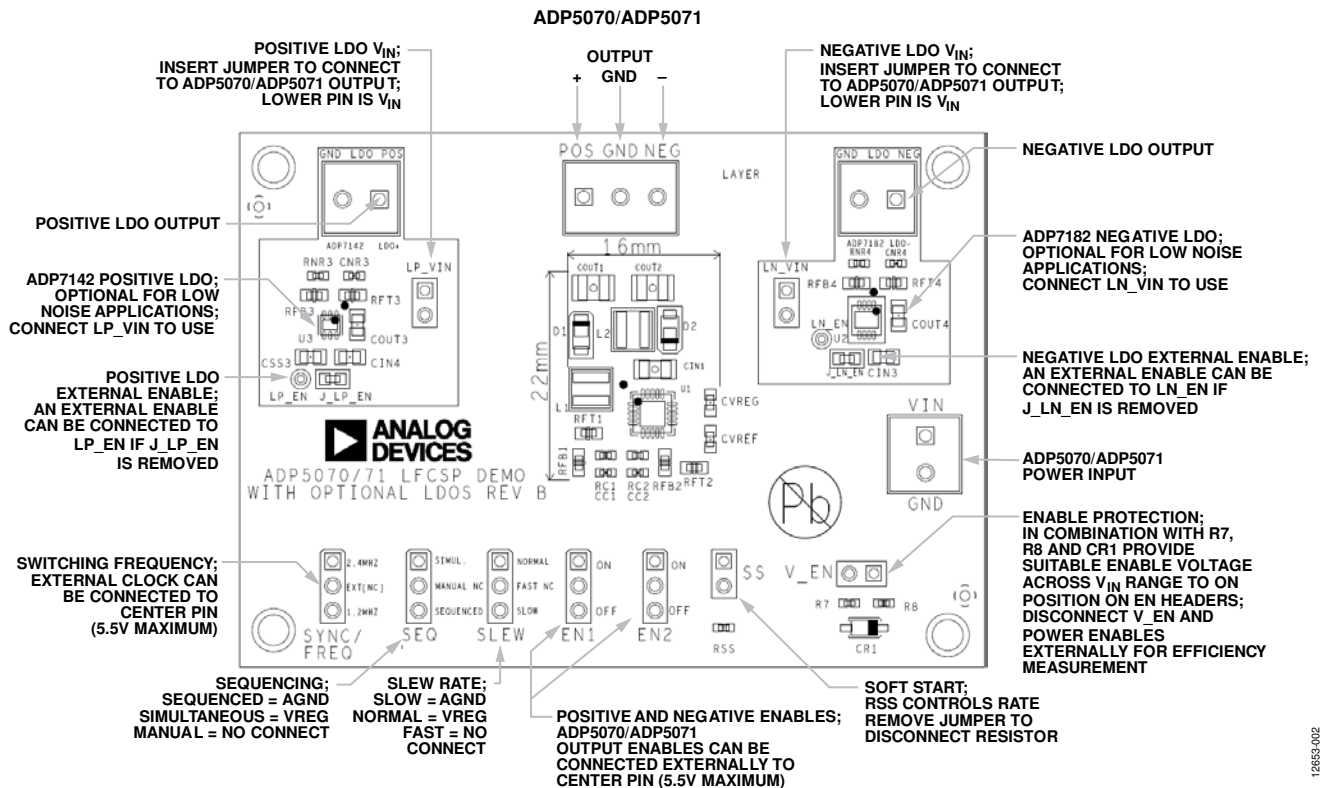 ADP5070/ADP5071
POSITIVE LDO VIN;
INSERT JUMPER TO CONNECT
TO ADP5070/ADP5071 OUTPUT;
LOWER PIN IS VIN
OUTPUT
+ GND –
NEGATIVE LDO VIN;
INSERT JUMPER TO CONNECT
TO ADP5070/ADP5071 OUTPUT;
LOWER PIN IS VIN
POSITIVE LDO OUTPUT
ADP7142 POSITIVE LDO;
OPTIONAL FOR LOW
NOISE APPLICATIONS;
CONNECT LP_VIN TO USE
POSITIVE LDO
EXTERNAL ENABLE;
AN EXTERNAL ENABLE
CAN BE CONNECTED TO
LP_EN IF J_LP_EN
IS REMOVED
SWITCHING FREQUENCY;
EXTERNAL CLOCK CAN
BE CONNECTED TO
CENTER PIN
(5.5V MAXIMUM)
GND LDO POS
ADP7142 LDO+
RNR3 CNR3
LP_VIN
RFB3
RFT3
U3
COUT3
CSS3
CIN4
LP_EN J_LP_EN
ANALOG
DEVICES
ADP5070/71 LFCSP DEMO
WITH OPTIONAL LDOS REV B
POS GND NEG
LAYER
16mm
22mm
COUT1 COUT2
D1
L2
D2
CIN1
L1
U1
RFT1
CVREG
CVREF
RFB1
RC1
CC1
RC2
CC2
RFB2
RFT2
GND LDO NEG
ADP7182 LDO-
RNR4 CNR4
LN_VIN
RFB4
RFT4
LN_EN
U2
COUT4
J_LN_EN
CIN3
VIN
GND
Pb
2.4MHZ
EXT(NC)
1.2MHZ
SYNC/
FREQ
SIMUL.
MANUAL NC
SEQUENCED
SEQ
NORMAL
FAST NC
SLOW
SLEW
ON
OFF
EN1
ON
OFF
EN2
SS
RSS
V_EN
R7
R8
CR1
NEGATIVE LDO OUTPUT
ADP7182 NEGATIVE LDO;
OPTIONAL FOR LOW NOISE
APPLICATIONS;
CONNECT LN_VIN TO USE
NEGATIVE LDO EXTERNAL ENABLE;
AN EXTERNAL ENABLE CAN BE
CONNECTED TO LN_EN IF
J_LN_EN IS REMOVED
ADP5070/ADP5071
POWER INPUT
ENABLE PROTECTION;
IN COMBINATION WITH R7,
R8 AND CR1 PROVIDE
SUITABLE ENABLE VOLTAGE
ACROSS VIN RANGE TO ON
POSITION ON EN HEADERS;
DISCONNECT V_EN AND
POWER ENABLES
EXTERNALLY FOR EFFICIENCY
MEASUREMENT
SEQUENCING;
SEQUENCED = AGND
SIMULTANEOUS = VREG
MANUAL = NO CONNECT
SLEW RATE;
SLOW = AGND
NORMAL = VREG
FAST = NO
CONNECT
POSITIVE AND NEGATIVE ENABLES;
ADP5070/ADP5071
OUTPUT ENABLES CAN BE
CONNECTED EXTERNALLY TO
CENTER PIN (5.5V MAXIMUM)
SOFT START;
RSS CONTROLS RATE
REMOVE JUMPER TO
DISCONNECT RESISTOR
12653-002